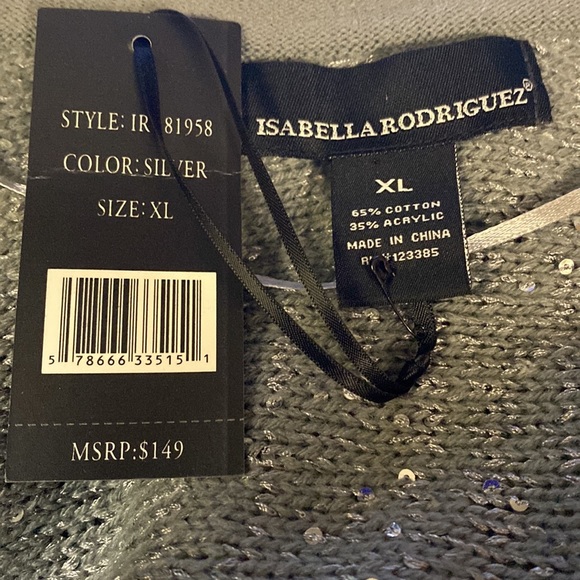 STYLE: IR 81958
COLOR: SILVER
SIZE: XL
5 78666 33515 1
MSRP:$149
ISABELLA RODRIGUEZ®
XL
65% COTTON
35% ACRYLIC
MADE IN CHINA
#123385